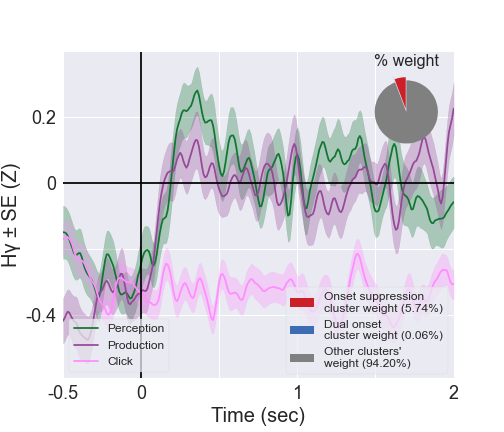 % weight
0.2
0
-0.4
Hγ ± SE (Z)
Perception
Production
Click
Onset suppression
cluster weight (5.74%)
Dual onset
cluster weight (0.06%)
Other clusters'
weight (94.20%)
-0.5
0
1
2
Time (sec)